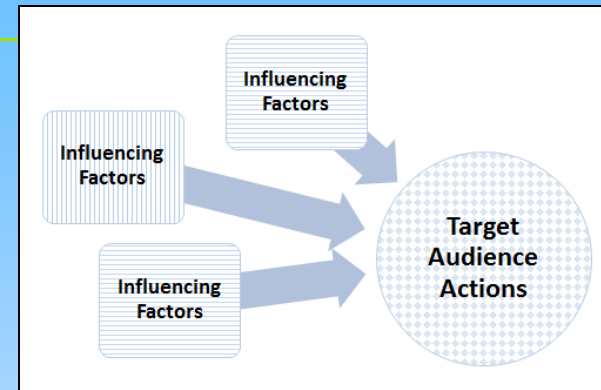 Influencing
Factors
Influencing
Factors
Influencing
Factors
Target
Audience
Actions